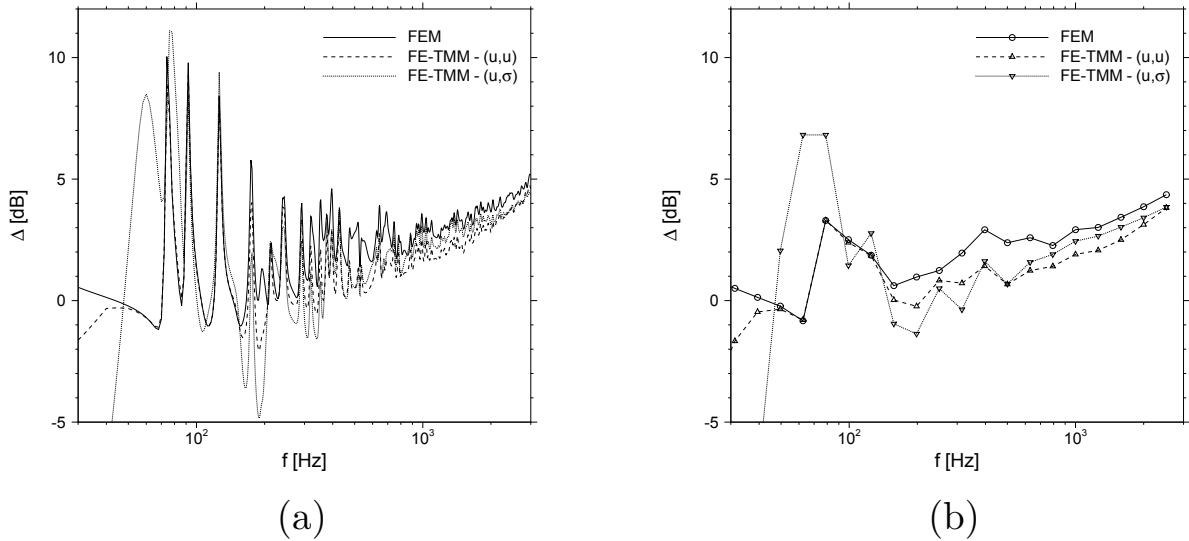 FEM
FE-TMM - (u,u)
FE-TMM - (u,σ)
10
5
0
-5
Δ [dB]
10²
10³
f [Hz]
(a)
FEM
FE-TMM - (u,u)
FE-TMM - (u,σ)
10
5
0
-5
Δ [dB]
10²
10³
f [Hz]
(b)